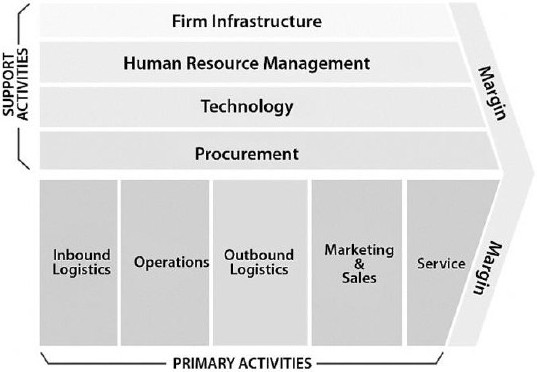 SUPPORT
ACTIVITIES
Firm Infrastructure
Human Resource Management
Technology
Procurement
Margin
Inbound
Logistics
Operations
Outbound
Logistics
Marketing
&
Sales
Service
Margin
PRIMARY ACTIVITIES